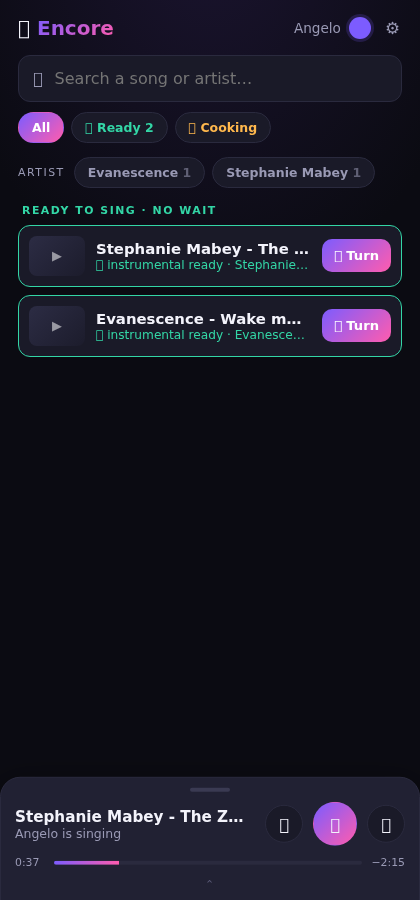 Encore
Angelo
Search a song or artist...
All
Ready 2
Cooking
ARTIST
Evanescence 1
Stephanie Mabey 1
READY TO SING · NO WAIT
Stephanie Mabey - The ...
instrumental ready · Stephanie...
Turn
Evanescence - Wake m...
instrumental ready · Evanesce...
Turn
Stephanie Mabey - The Z...
Angelo is singing
0:37
−2:15